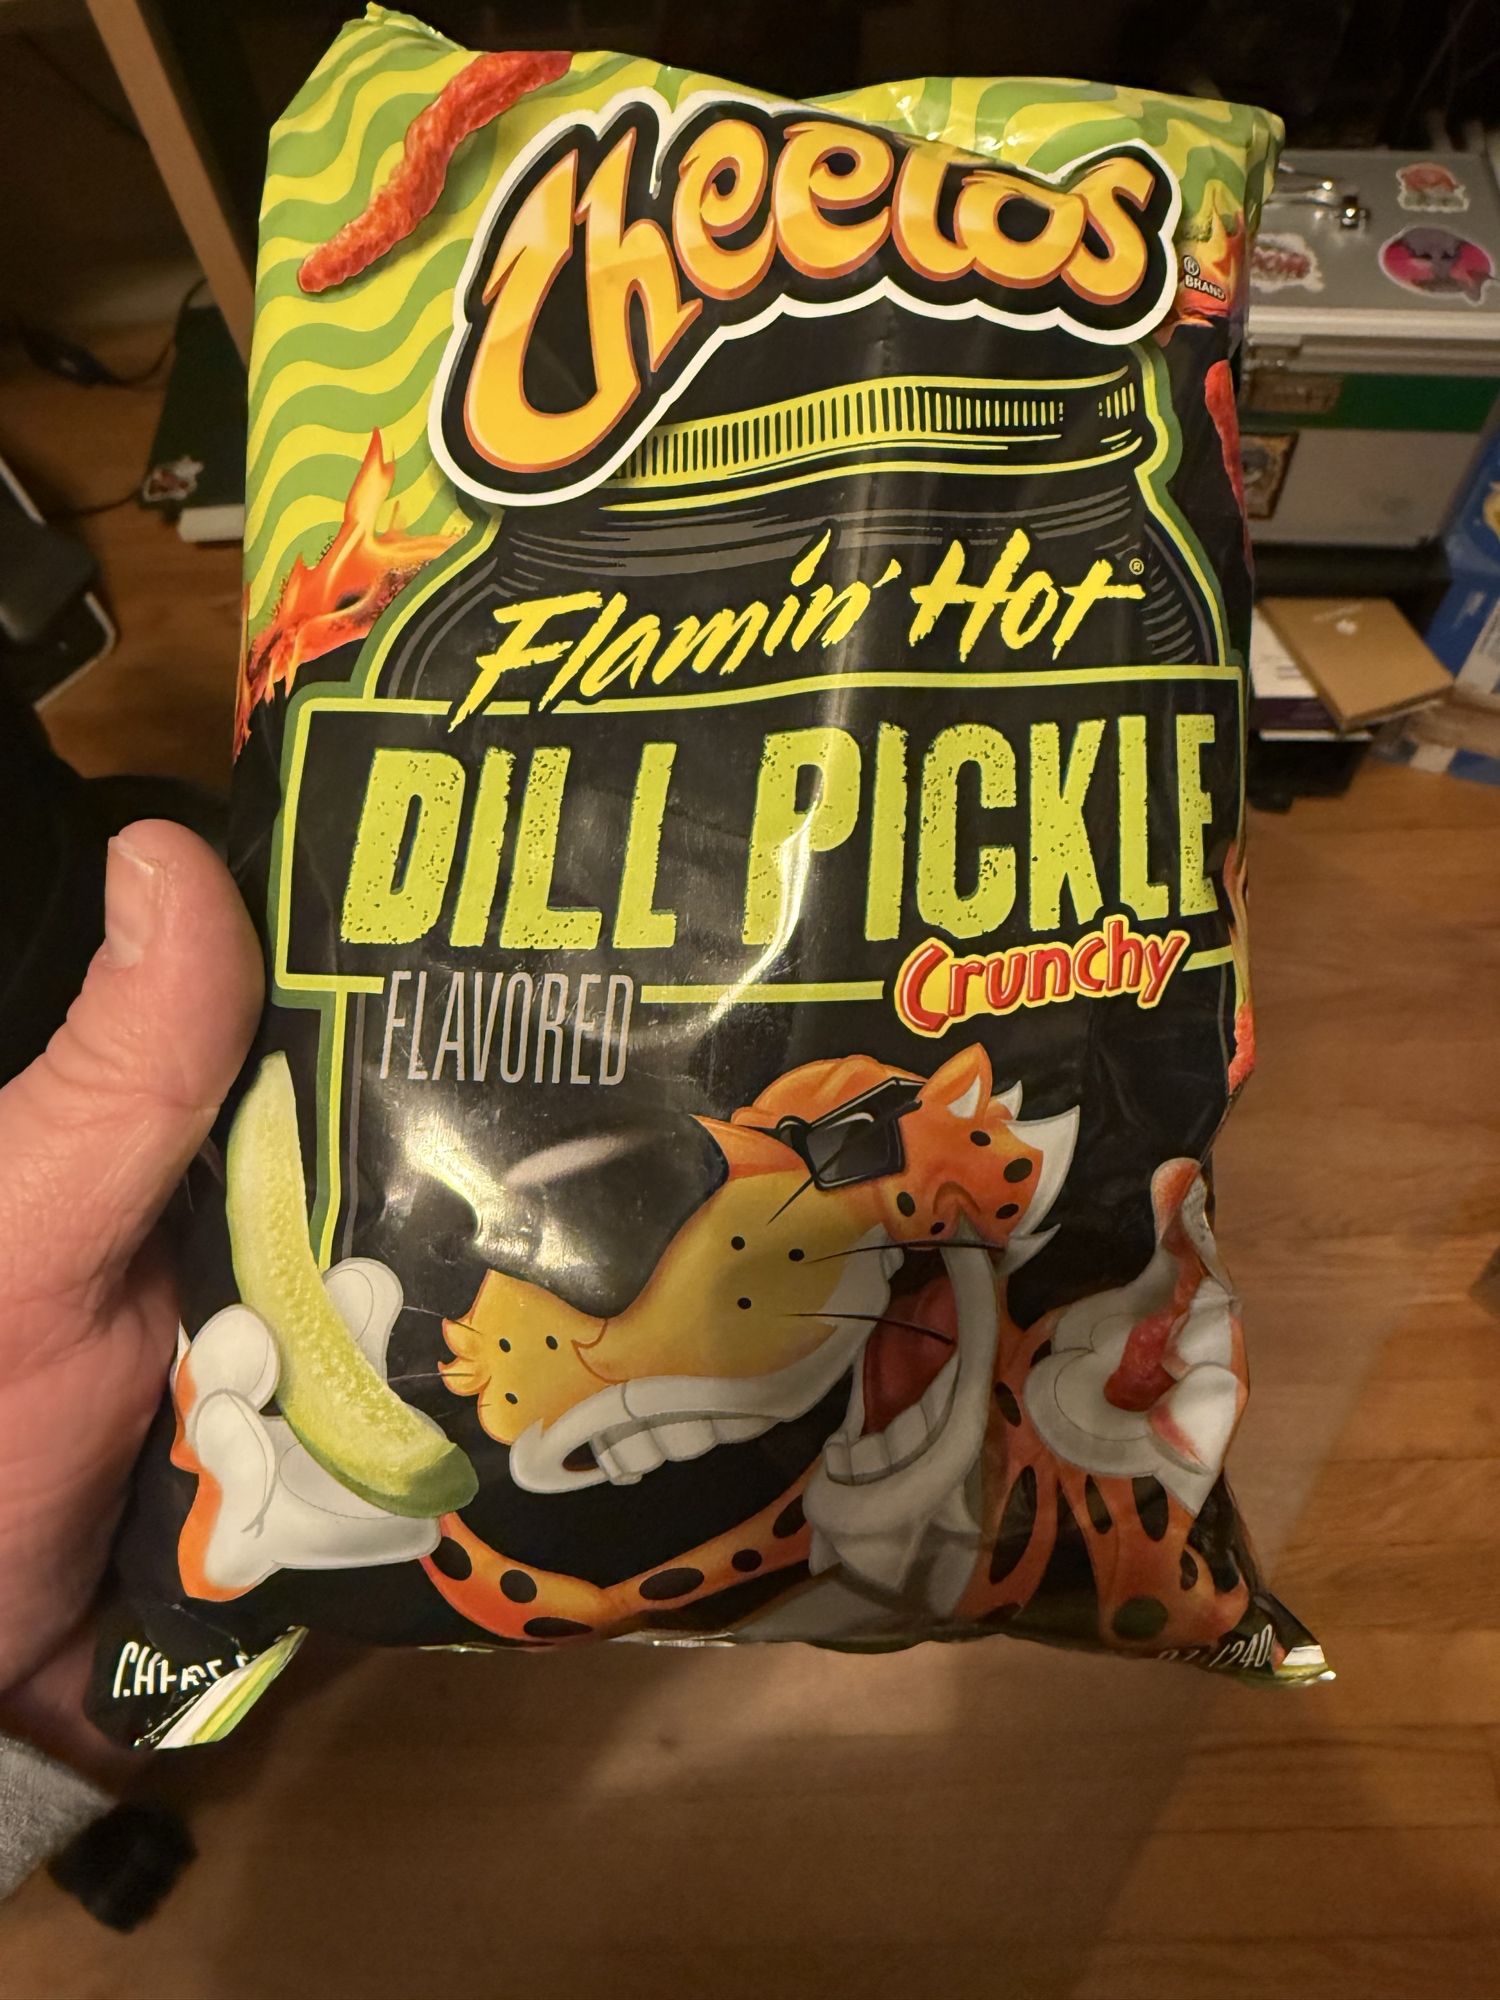 Cheetos
® BRAND
Flamin' Hot®
DILL PICKLE
Crunchy
FLAVORED